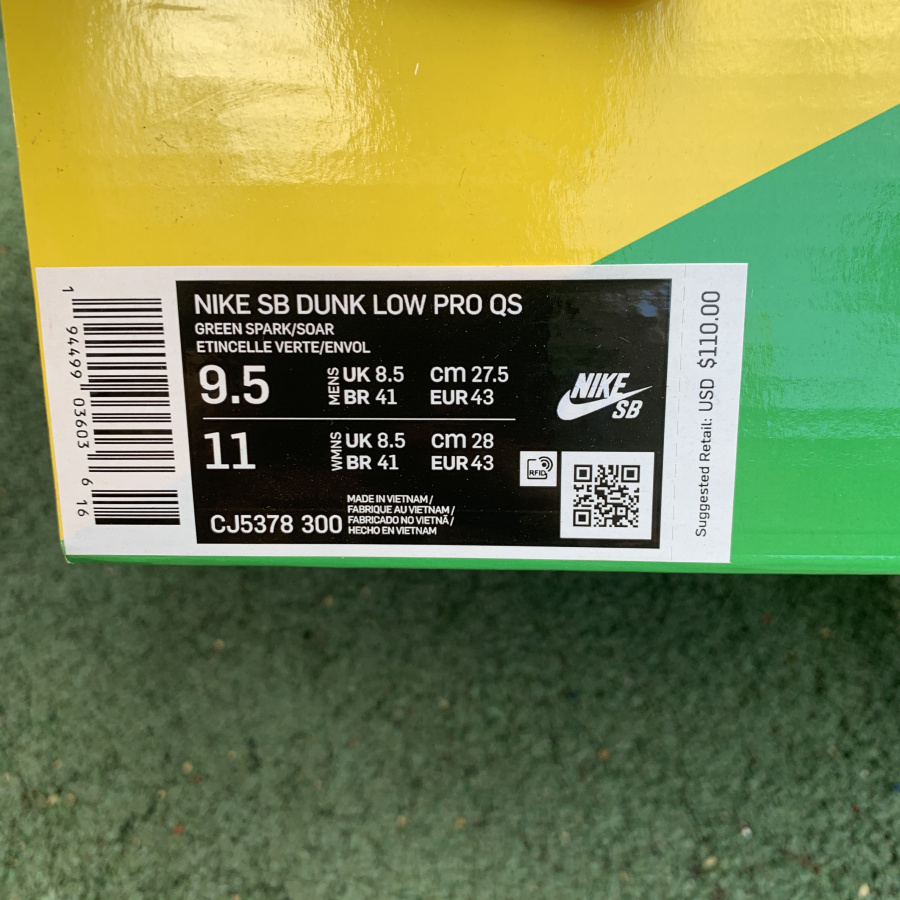 NIKE SB DUNK LOW PRO QS
GREEN SPARK/SOAR
ETINCELLE VERTE/ENVOL
9.5 MENS UK 8.5 cm 27.5
BR 41 EUR 43
11 WMNS UK 8.5 cm 28
BR 41 EUR 43
NIKE
SB
RFID
CJ5378 300
MADE IN VIETNAM/
FABRIQUE AU VIETNAM/
FABRICADO NO VIETNÃ/
HECHO EN VIETNAM
1 94499 03603 6 16
Suggested Retail: USD $110.00